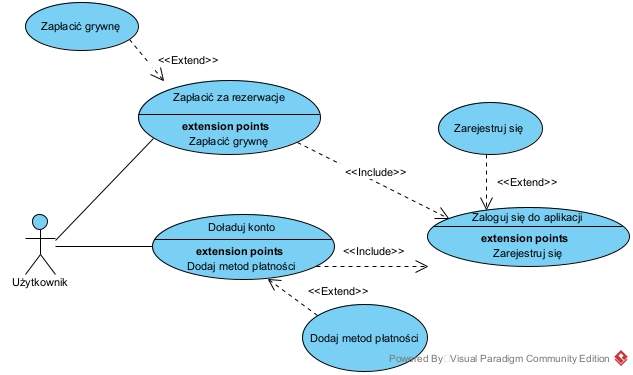 Zapłacić grywnę
<<Extend>>
Zapłacić za rezerwacje
extension points
Zapłacić grywnę
Zarejestruj się
<<Include>>
<<Extend>>
Zaloguj się do aplikacji
extension points
Zarejestruj się
Doładuj konto
extension points
Dodaj metod płatności
<<Include>>
Użytkownik
<<Extend>>
Dodaj metod płatności
Powered By Visual Paradigm Community Edition